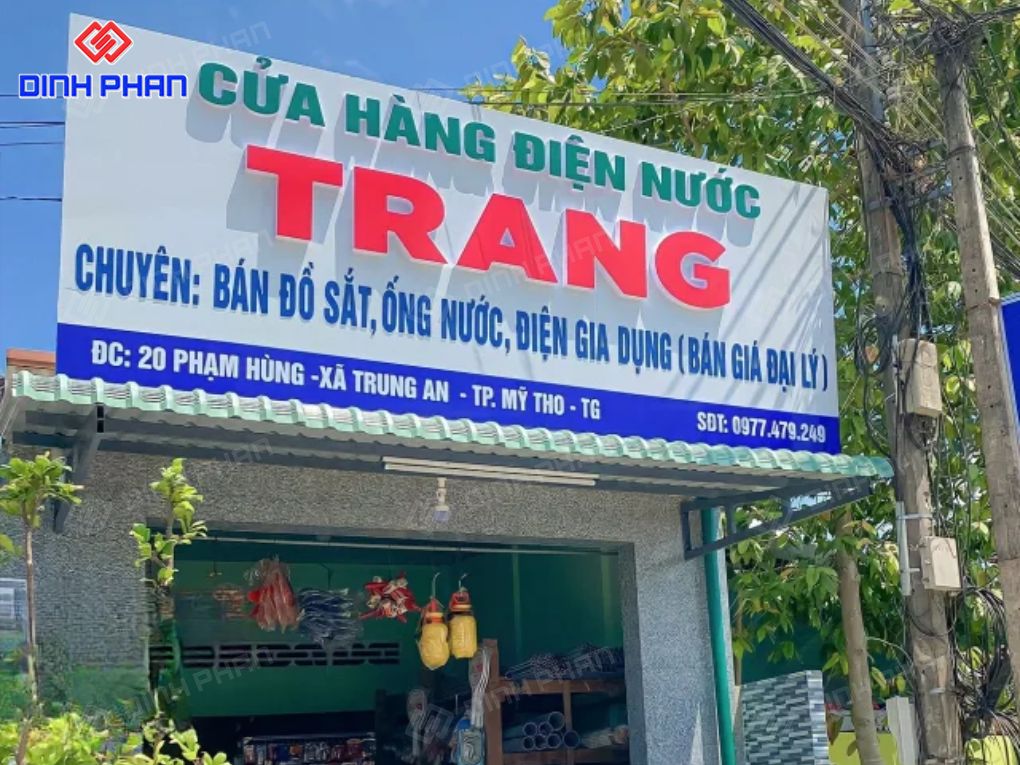 DINH PHAN
CỬA HÀNG ĐIỆN NƯỚC
TRANG
CHUYÊN: BÁN ĐỒ SẮT, ỐNG NƯỚC, ĐIỆN GIA DỤNG (BÁN GIÁ ĐẠI LÝ)
ĐC: 20 PHẠM HÙNG -XÃ TRUNG AN - TP. MỸ THO - TG
SĐT: 0977.479.249